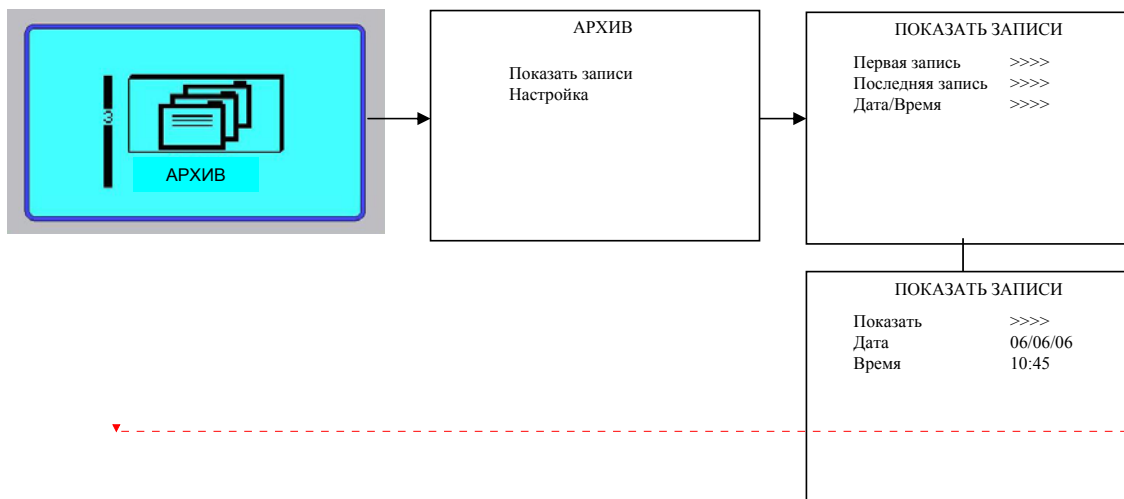 3
АРХИВ
АРХИВ
Показать записи
Настройка
ПОКАЗАТЬ ЗАПИСИ
Первая запись >>>>
Последняя запись >>>>
Дата/Время >>>>
ПОКАЗАТЬ ЗАПИСИ
Показать >>>>
Дата 06/06/06
Время 10:45